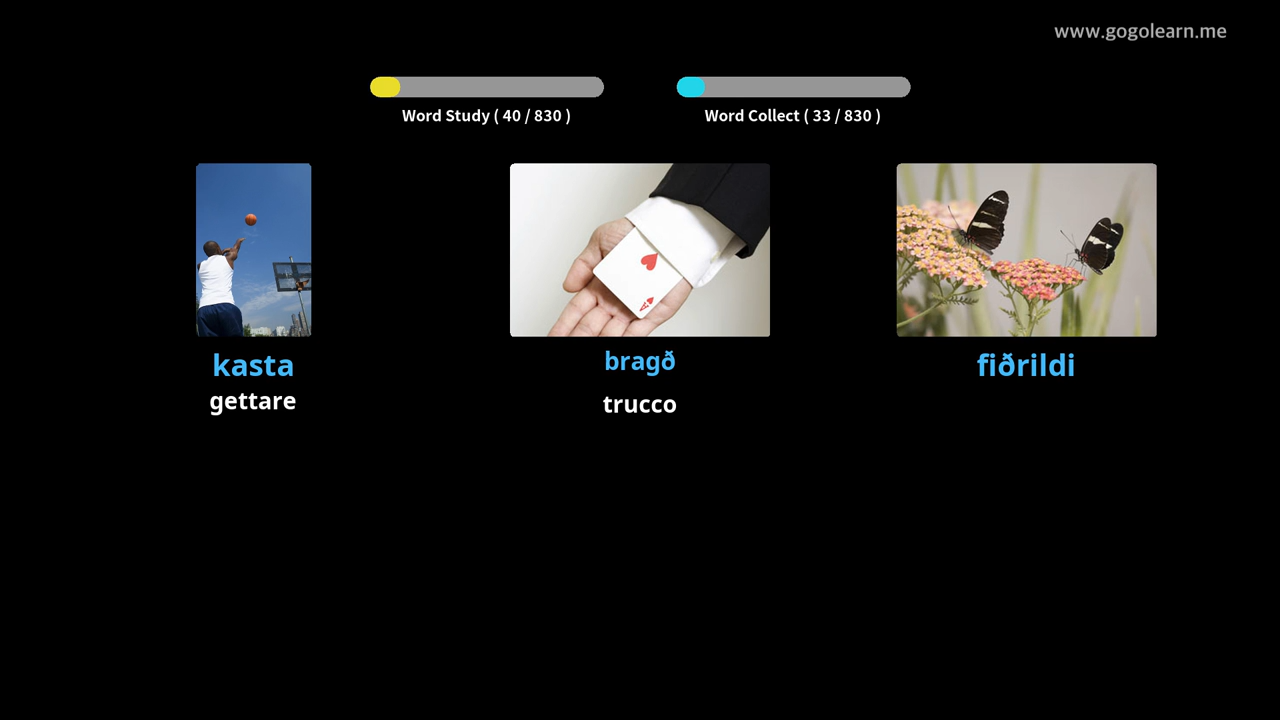 www.gogolearn.me
Word Study ( 40 / 830 )
Word Collect ( 33 / 830 )
kasta
gettare
bragð
trucco
fiðrildi